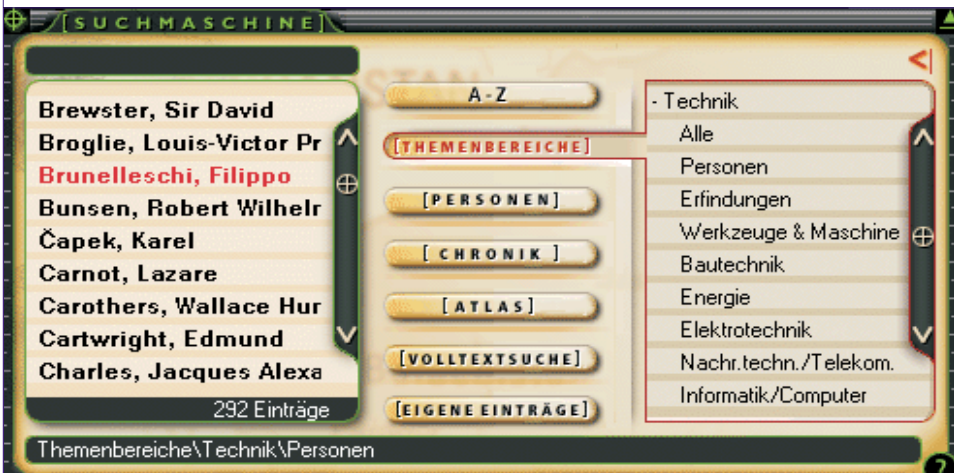 [SUCHMASCHINE]
Brewster, Sir David
Broglie, Louis-Victor Pr
Brunelleschi, Filippo
Bunsen, Robert Wilhelr
Čapek, Karel
Carnot, Lazare
Carothers, Wallace Hur
Cartwright, Edmund
Charles, Jacques Alexa
292 Einträge
A-Z
[THEMENBEREICHE]
[PERSONEN]
[CHRONIK]
[ATLAS]
[VOLLTEXTSUCHE]
[EIGENE EINTRÄGE]
- Technik
Alle
Personen
Erfindungen
Werkzeuge & Maschine
Bautechnik
Energie
Elektrotechnik
Nachr.techn./Telekom.
Informatik/Computer
Themenbereiche\Technik\Personen
?